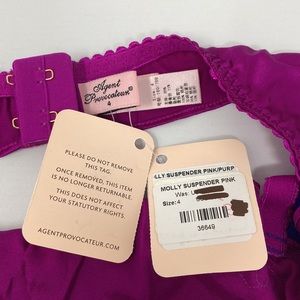 Agent
Provocateur
4
PLEASE DO NOT REMOVE
THIS TAG.
ONCE REMOVED, THIS ITEM
IS NO LONGER RETURNABLE.
THIS DOES NOT AFFECT
YOUR STATUTORY RIGHTS.
AGENTPROVOCATEUR.COM
LLY SUSPENDER PINK/PURP
MOLLY SUSPENDER PINK
Was:
Size: 4
36649